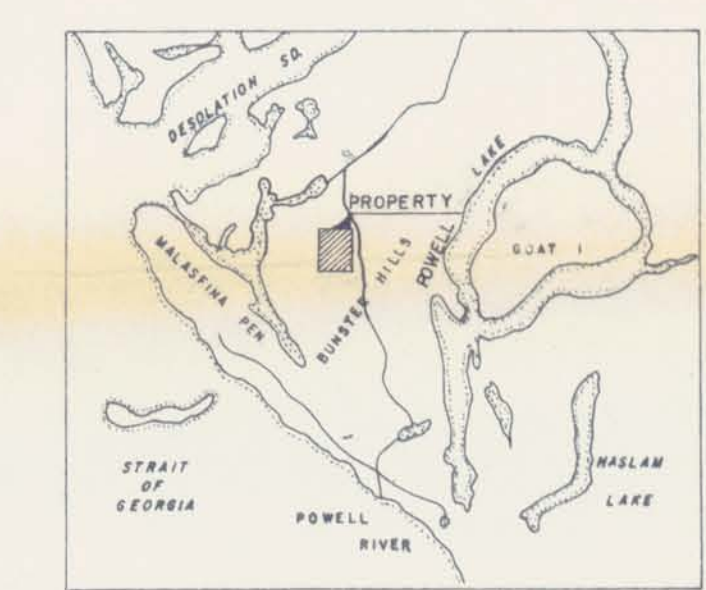 DESOLATION SD.
LAKE
PROPERTY
POWELL
GOAT I
MALASPINA PEN
BUNSTER HILLS
STRAIT
OF
GEORGIA
HASLAM
LAKE
POWELL
RIVER